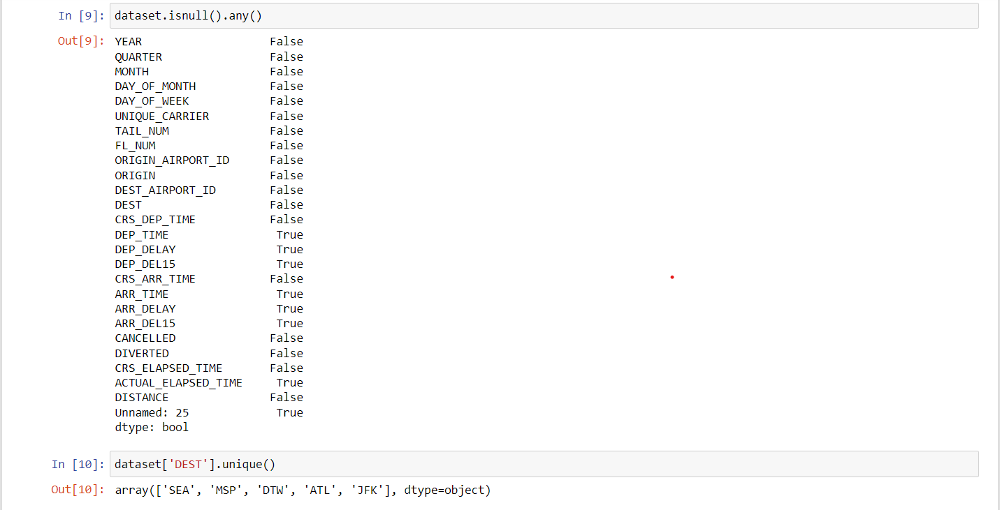 In [9]: dataset.isnull().any()
Out[9]: YEAR False
QUARTER False
MONTH False
DAY_OF_MONTH False
DAY_OF_WEEK False
UNIQUE_CARRIER False
TAIL_NUM False
FL_NUM False
ORIGIN_AIRPORT_ID False
ORIGIN False
DEST_AIRPORT_ID False
DEST False
CRS_DEP_TIME False
DEP_TIME True
DEP_DELAY True
DEP_DEL15 True
CRS_ARR_TIME False
ARR_TIME True
ARR_DELAY True
ARR_DEL15 True
CANCELLED False
DIVERTED False
CRS_ELAPSED_TIME False
ACTUAL_ELAPSED_TIME True
DISTANCE False
Unnamed: 25 True
dtype: bool
In [10]: dataset['DEST'].unique()
Out[10]: array(['SEA', 'MSP', 'DTW', 'ATL', 'JFK'], dtype=object)